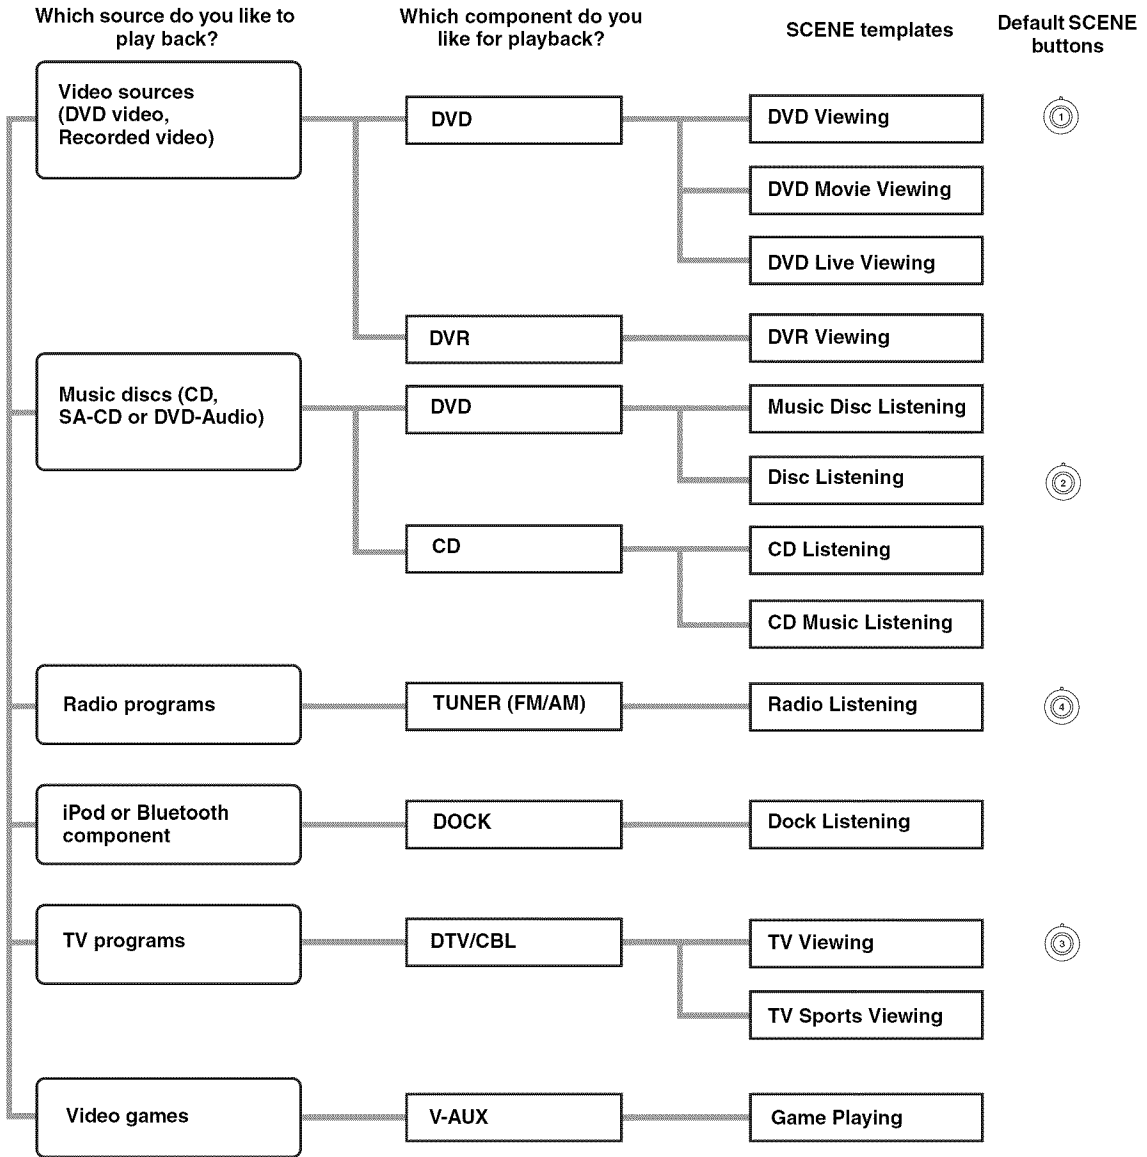 Which source do you like to
play back?
Which component do you
like for playback?
SCENE templates
Default SCENE
buttons
Video sources
(DVD video,
Recorded video)
DVD
DVD Viewing
1
DVD Movie Viewing
DVD Live Viewing
DVR
DVR Viewing
Music discs (CD,
SA-CD or DVD-Audio)
DVD
Music Disc Listening
Disc Listening
2
CD
CD Listening
CD Music Listening
Radio programs
TUNER (FM/AM)
Radio Listening
4
iPod or Bluetooth
component
DOCK
Dock Listening
TV programs
DTV/CBL
TV Viewing
3
TV Sports Viewing
Video games
V-AUX
Game Playing